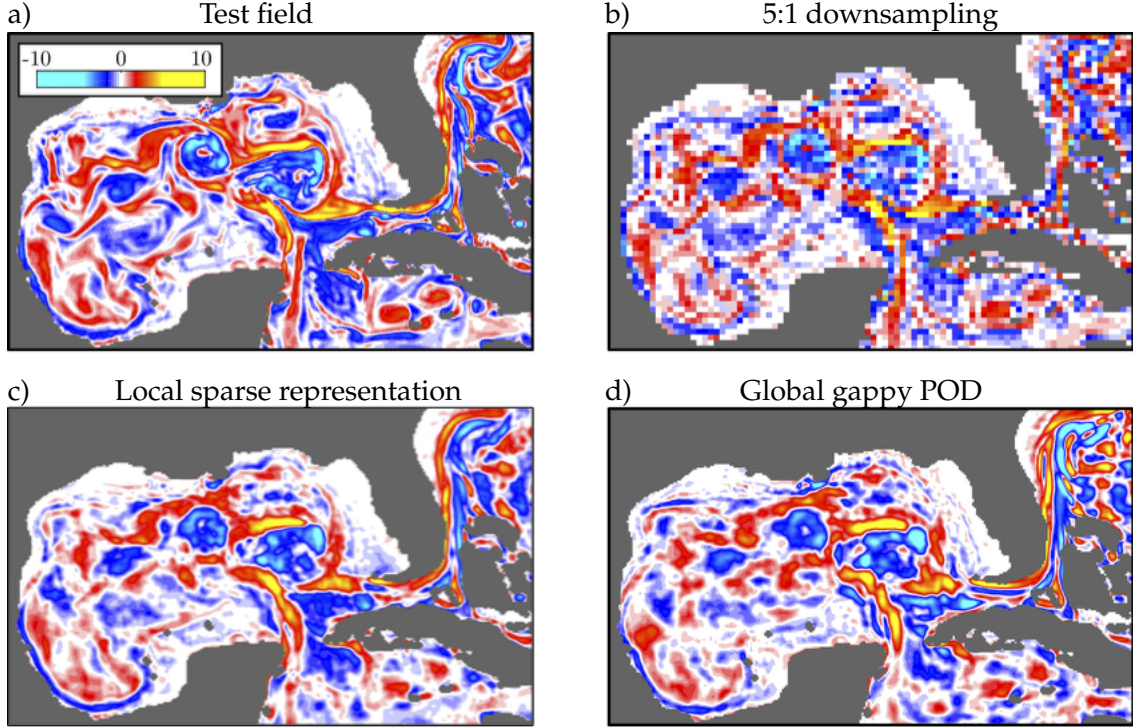 a) Test field
b) 5:1 downsampling
-10 0 10
c) Local sparse representation
d) Global gappy POD